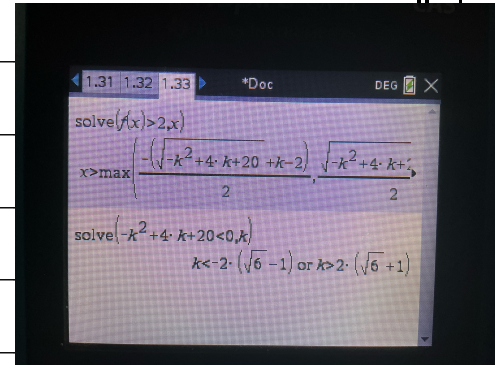 1.31 1.32 1.33 *Doc DEG
solve(f(x)>2,x)
x>max((-(√(-k²+4·k+20)+k-2))/2, (√(-k²+4·k+2
2
solve(-k²+4·k+20<0,k)
k<-2·(√6-1) or k>2·(√6+1)